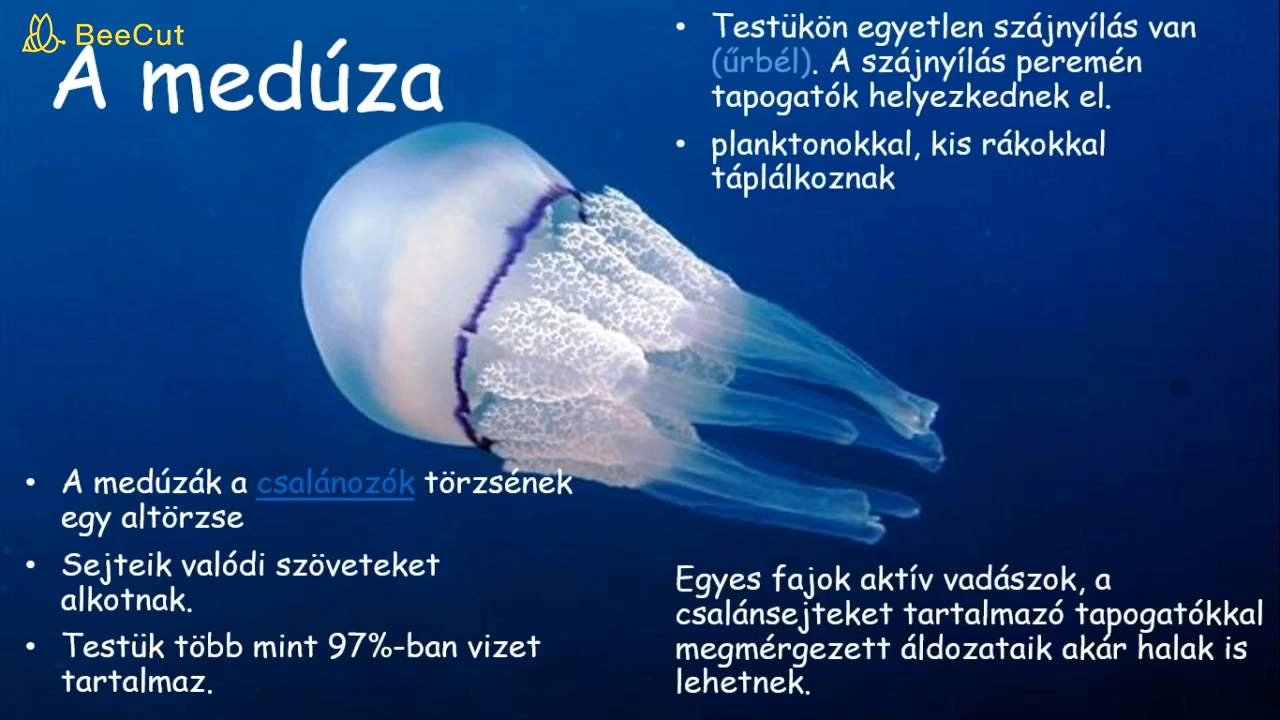 BeeCut
A medúza
• Testükön egyetlen szájnyílás van
(űrbél). A szájnyílás peremén
tapogatók helyezkednek el.
• planktonokkal, kis rákokkal
táplálkoznak
• A medúzák a csalánozók törzsének
egy altörzse
• Sejteik valódi szöveteket
alkotnak.
• Testük több mint 97%-ban vizet
tartalmaz.
Egyes fajok aktív vadászok, a
csalánsejteket tartalmazó tapogatókkal
megmérgezett áldozataik akár halak is
lehetnek.